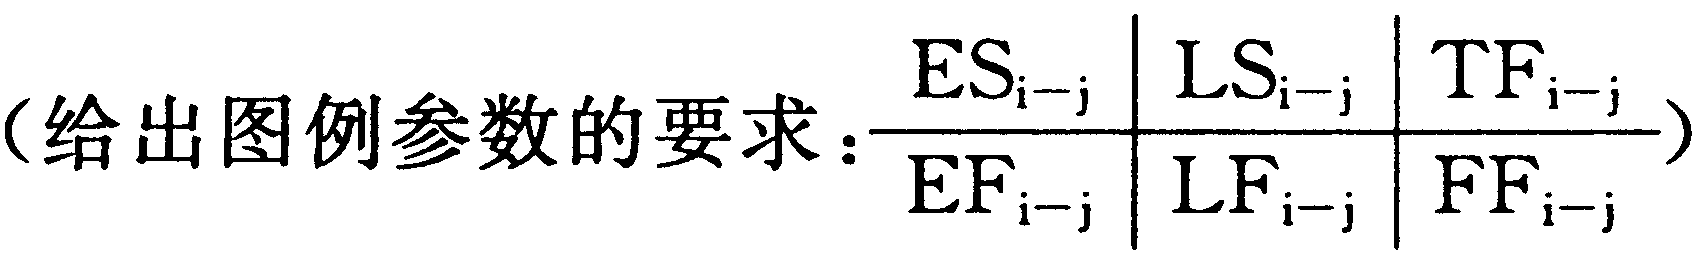 ES_{i-j} | LS_{i-j} | TF_{i-j}
(给出图例参数的要求:)
EF_{i-j} | LF_{i-j} | FF_{i-j}